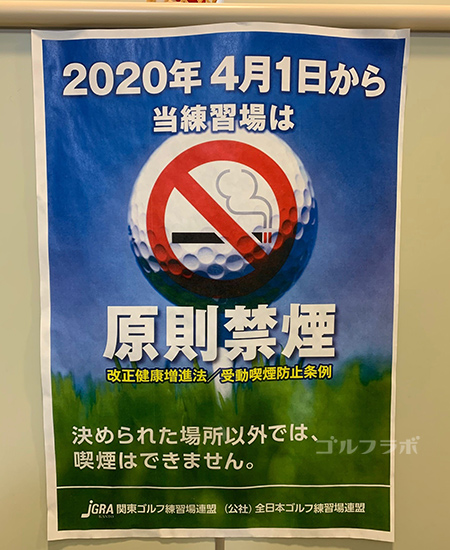 2020年 4月1日から
当練習場は
原則禁煙
改正健康増進法／受動喫煙防止条例
決められた場所以外では、
喫煙はできません。
ゴルフラボ
jGRA 関東ゴルフ練習場連盟 （公社）全日本ゴルフ練習場連盟